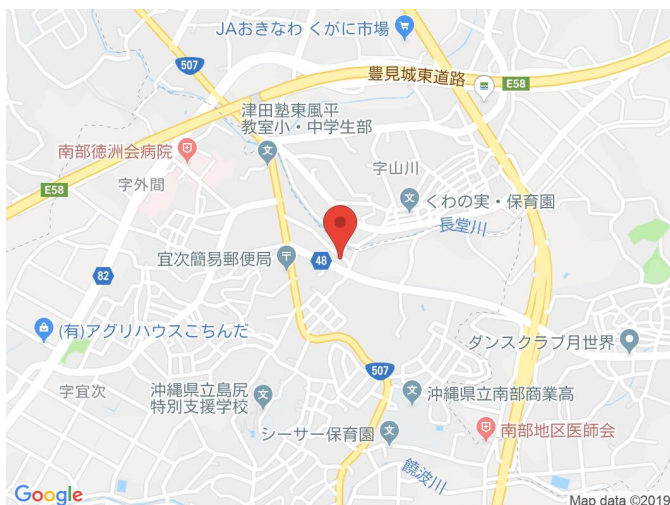 JAおきなわ くがに市場
507
豊見城東道路
E58
津田塾東風平
教室小・中学生部
南部徳洲会病院
字外間
字山川
くわの実・保育園
E58
長堂川
宜次簡易郵便局
48
82
(有)アグリハウスこちんだ
ダンスクラブ月世界
507
字宜次
沖縄県立島尻
特別支援学校
沖縄県立南部商業高
シーサー保育園
南部地区医師会
饒波川
Google
Map data ©2019